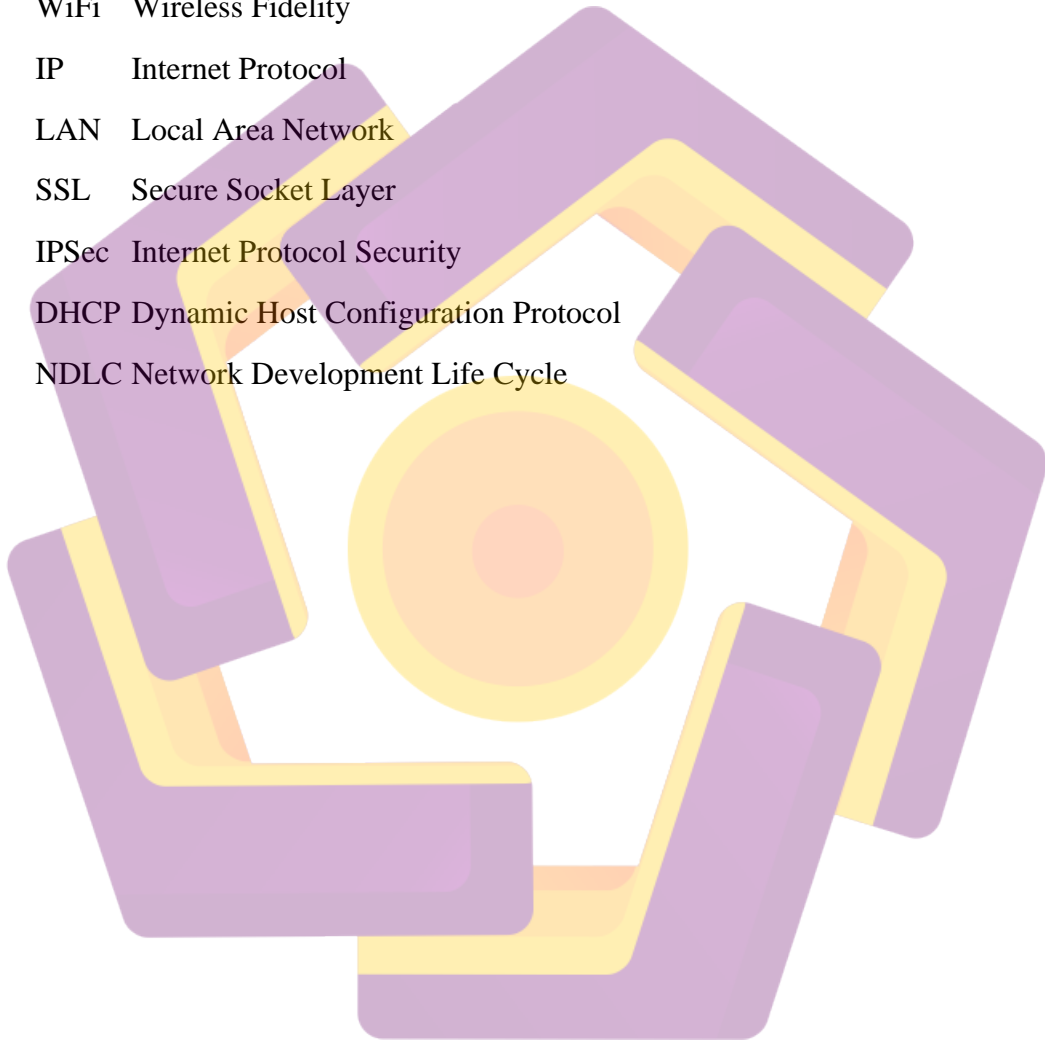 WiFi Wireless Fidelity
IP Internet Protocol
LAN Local Area Network
SSL Secure Socket Layer
IPSec Internet Protocol Security
DHCP Dynamic Host Configuration Protocol
NDLC Network Development Life Cycle